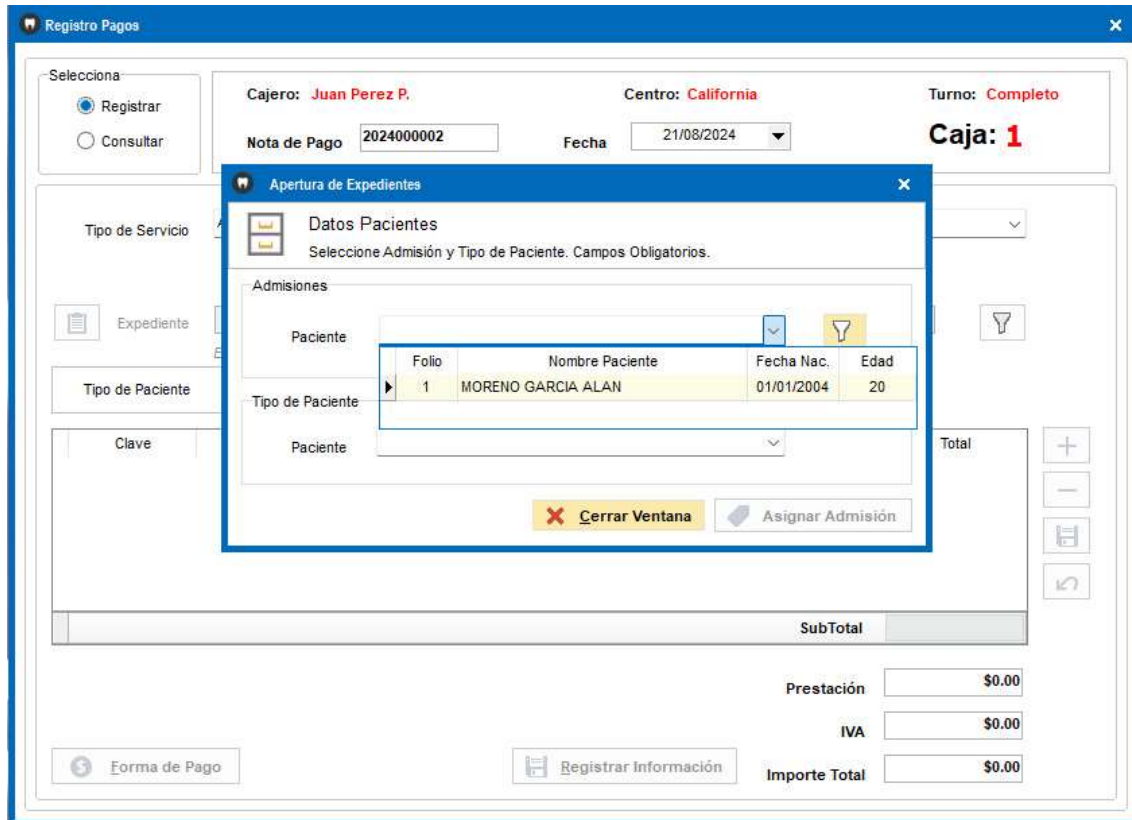 Registro Pagos
Selecciona
Registrar
Consultar
Cajero: Juan Perez P.
Centro: California
Turno: Completo
Nota de Pago 2024000002
Fecha 21/08/2024
Caja: 1
Apertura de Expedientes
Datos Pacientes
Seleccione Admisión y Tipo de Paciente. Campos Obligatorios.
Tipo de Servicio
Admisiones
Paciente
Expediente
Folio Nombre Paciente Fecha Nac. Edad
1 MORENO GARCIA ALAN 01/01/2004 20
Tipo de Paciente
Tipo de Paciente
Paciente
Clave
Total
Cerrar Ventana
Asignar Admisión
SubTotal
Prestación $0.00
IVA $0.00
Forma de Pago
Registrar Información
Importe Total $0.00